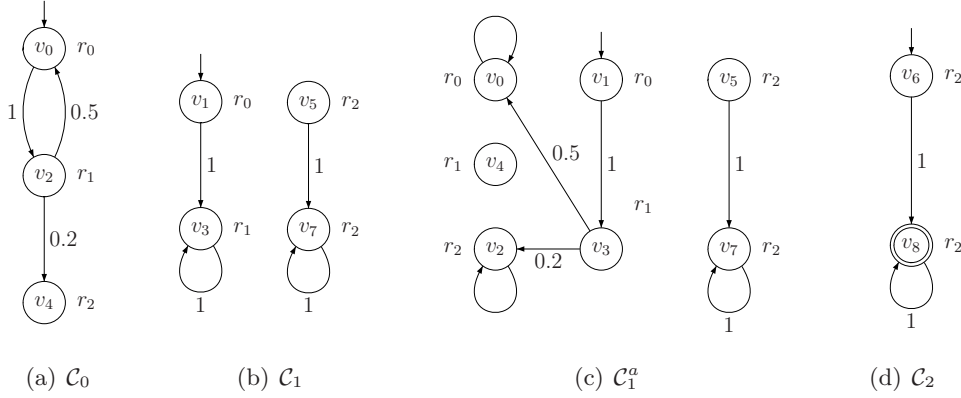 v0 r0
1 0.5
v2 r1
0.2
v4 r2
(a) C0
v1 r0
1
v3 r1
1
v5 r2
1
v7 r2
1
(b) C1
r0 v0
v1 r0
r1 v4
0.5
1
r1
r2 v2
0.2
v3
v5 r2
1
v7 r2
1
(c) C1^a
v6 r2
1
v8 r2
1
(d) C2